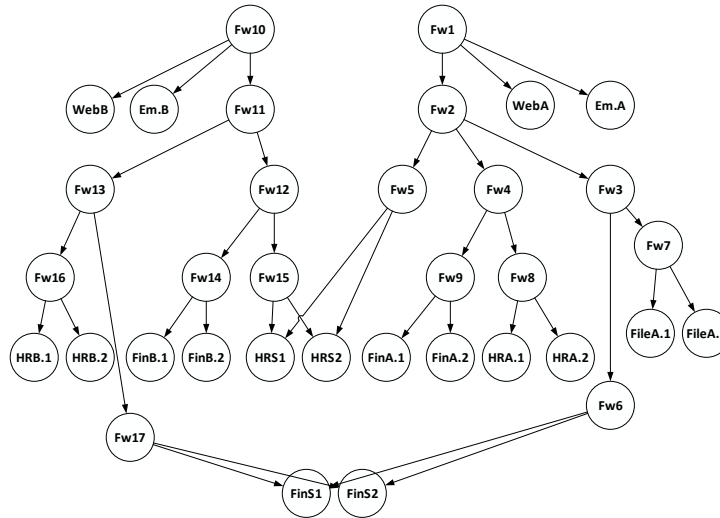 Fw10
Fw1
WebB
Em.B
WebA
Em.A
Fw11
Fw2
Fw13
Fw12
Fw5
Fw4
Fw3
Fw7
Fw16
Fw14
Fw15
Fw9
Fw8
FileA.1
FileA.
HRB.1
HRB.2
FinB.1
FinB.2
HRS1
HRS2
FinA.1
FinA.2
HRA.1
HRA.2
Fw6
Fw17
FinS1
FinS2